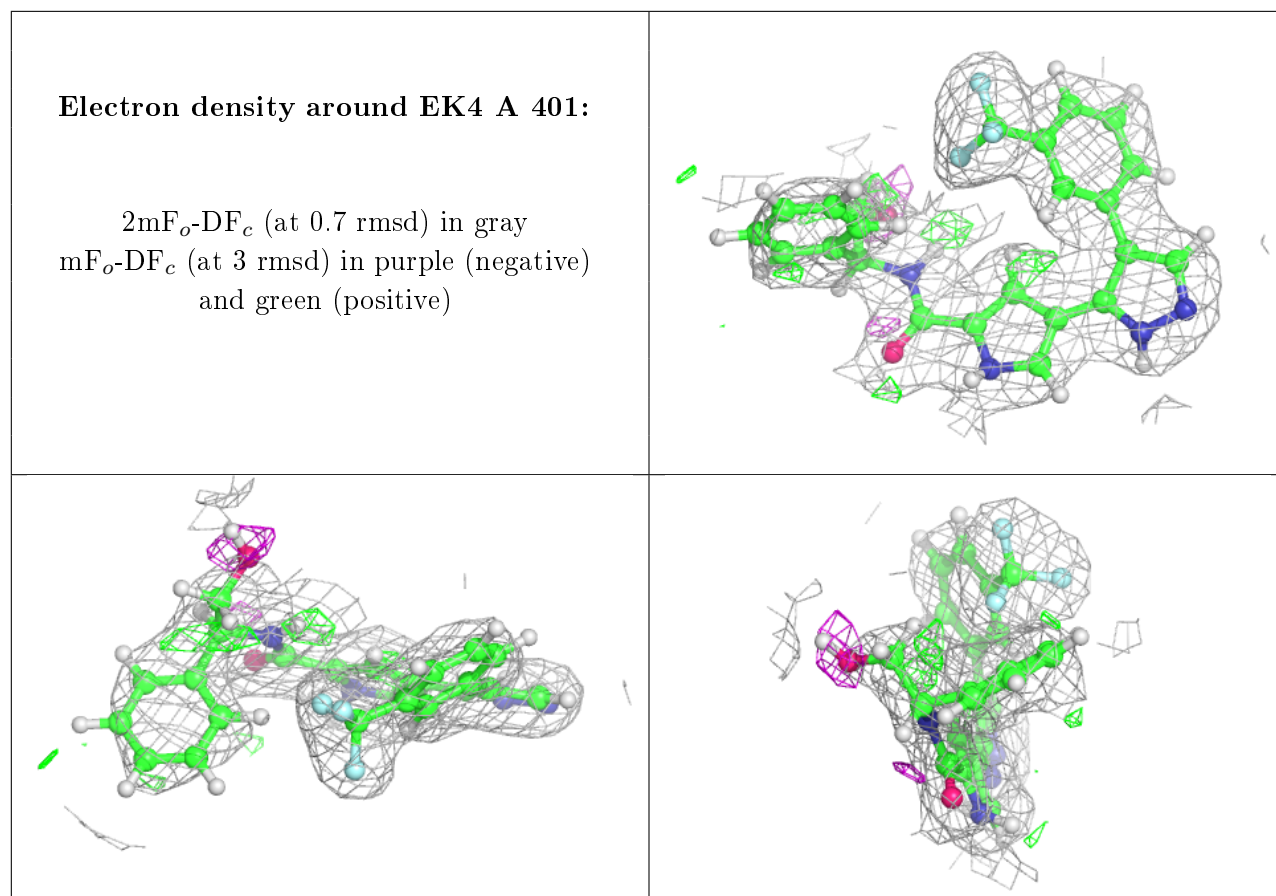 Electron density around EK4 A 401:
2mFₒ-DF𝒸 (at 0.7 rmsd) in gray
mFₒ-DF𝒸 (at 3 rmsd) in purple (negative)
and green (positive)